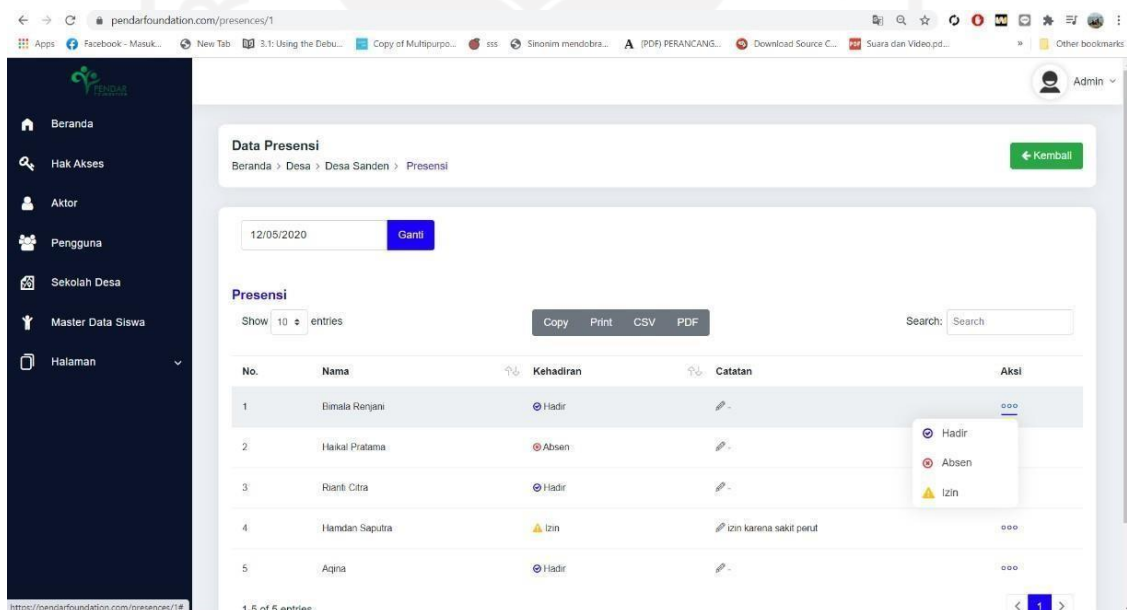 pendarfoundation.com/presences/1
Apps Facebook - Masuk... New Tab 3.1: Using the Debu... Copy of Multipurpo... sss Sinonim mendobra... (PDF) PERANCANG... Download Source C... Suara dan Video.pd... » Other bookmarks
PENDAR
Admin
Beranda
Hak Akses
Aktor
Pengguna
Sekolah Desa
Master Data Siswa
Halaman
Data Presensi
Beranda > Desa > Desa Sanden > Presensi
Kembali
12/05/2020 Ganti
Presensi
Show 10 entries Copy Print CSV PDF Search: Search
No. Nama Kehadiran Catatan Aksi
1 Bimala Renjani Hadir -
2 Haikal Pratama Absen -
3 Rianti Citra Hadir -
4 Hamdan Saputra Izin izin karena sakit perut
5 Aqina Hadir -
Hadir
Absen
Izin
1-5 of 5 entries < 1 >
https://pendarfoundation.com/presences/1#